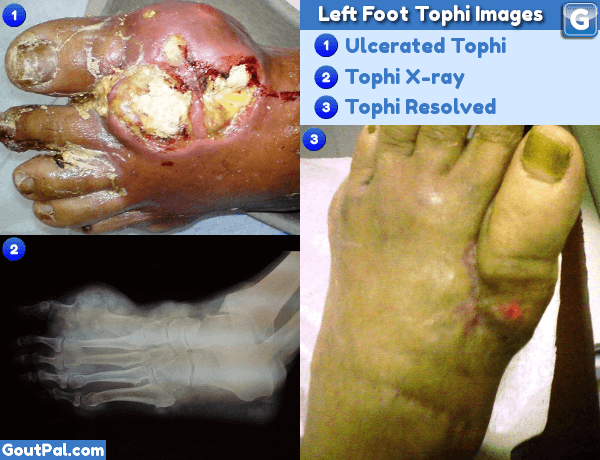 1
Left Foot Tophi Images
G
1 Ulcerated Tophi
2 Tophi X-ray
3 Tophi Resolved
3
2
GoutPal.com